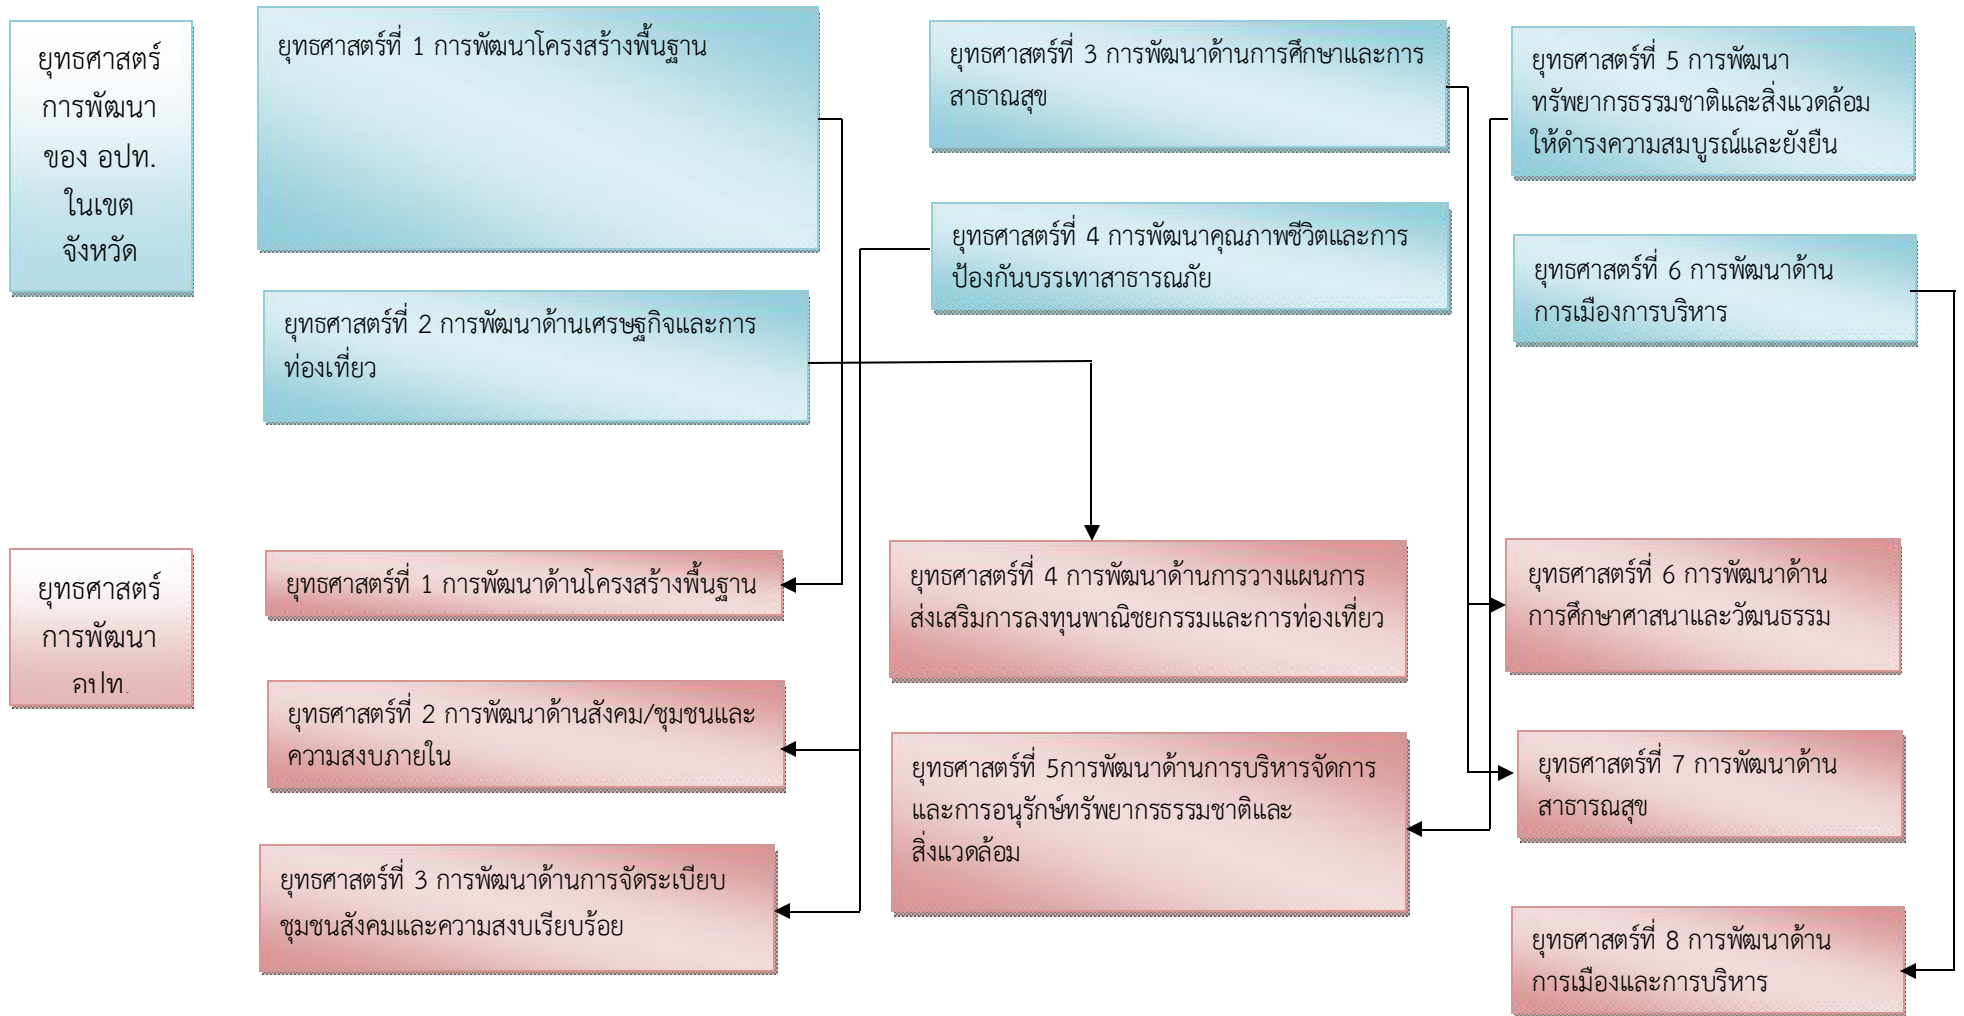 ยุทธศาสตร์
การพัฒนา
ของ อปท.
ในเขต
จังหวัด
ยุทธศาสตร์ที่ 1 การพัฒนาโครงสร้างพื้นฐาน
ยุทธศาสตร์ที่ 2 การพัฒนาด้านเศรษฐกิจและการ
ท่องเที่ยว
ยุทธศาสตร์ที่ 3 การพัฒนาด้านการศึกษาและการ
สาธาณสุข
ยุทธศาสตร์ที่ 4 การพัฒนาคุณภาพชีวิตและการ
ป้องกันบรรเทาสาธารณภัย
ยุทธศาสตร์ที่ 5 การพัฒนา
ทรัพยากรธรรมชาติและสิ่งแวดล้อม
ให้ดำรงความสมบูรณ์และยังยืน
ยุทธศาสตร์ที่ 6 การพัฒนาด้าน
การเมืองการบริหาร
ยุทธศาสตร์
การพัฒนา
อปท.
ยุทธศาสตร์ที่ 1 การพัฒนาด้านโครงสร้างพื้นฐาน
ยุทธศาสตร์ที่ 2 การพัฒนาด้านสังคม/ชุมชนและ
ความสงบภายใน
ยุทธศาสตร์ที่ 3 การพัฒนาด้านการจัดระเบียบ
ชุมชนสังคมและความสงบเรียบร้อย
ยุทธศาสตร์ที่ 4 การพัฒนาด้านการวางแผนการ
ส่งเสริมการลงทุนพาณิชยกรรมและการท่องเที่ยว
ยุทธศาสตร์ที่ 5การพัฒนาด้านการบริหารจัดการ
และการอนุรักษ์ทรัพยากรธรรมชาติและ
สิ่งแวดล้อม
ยุทธศาสตร์ที่ 6 การพัฒนาด้าน
การศึกษาศาสนาและวัฒนธรรม
ยุทธศาสตร์ที่ 7 การพัฒนาด้าน
สาธารณสุข
ยุทธศาสตร์ที่ 8 การพัฒนาด้าน
การเมืองและการบริหาร